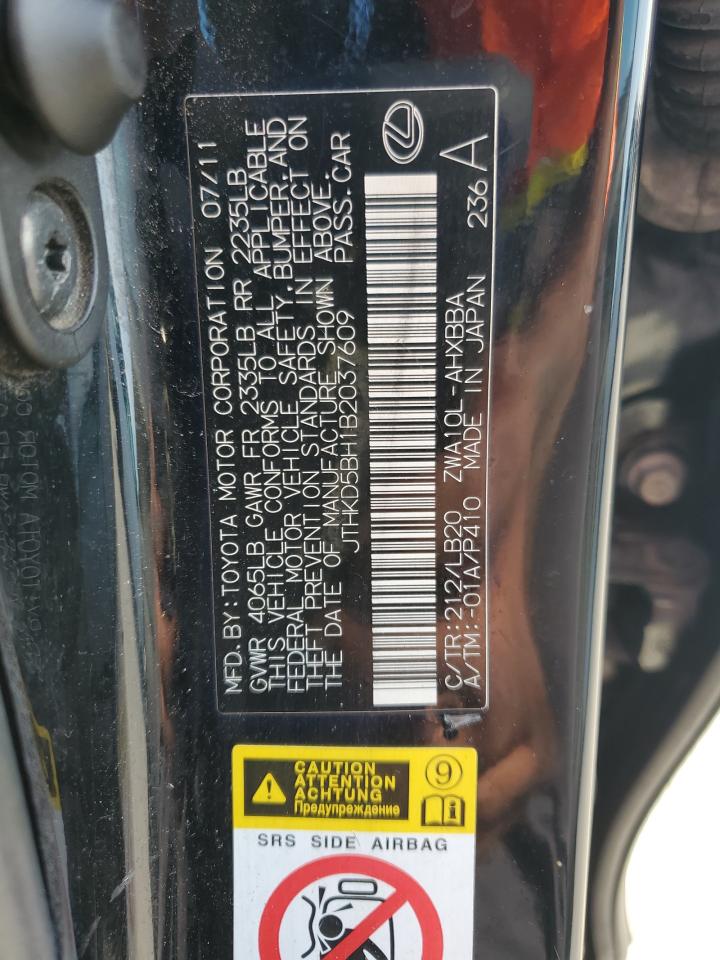 MFD. BY: TOYOTA MOTOR CORPORATION 07/11
GVWR 4065LB GAWR FR 2335LB RR 2235LB
THIS VEHICLE CONFORMS TO ALL APPLICABLE
FEDERAL MOTOR VEHICLE SAFETY, BUMPER, AND
THEFT PREVENTION STANDARDS IN EFFECT ON
THE DATE OF MANUFACTURE SHOWN ABOVE.
JTHKD5BH1B2037609 PASS. CAR
C/TR: 212/LB20 ZWA10L-AHXBBA 236 A
A/TM: -01A/P410 MADE IN JAPAN
CAUTION
ATTENTION
ACHTUNG
Предупреждение
9
SRS SIDE AIRBAG